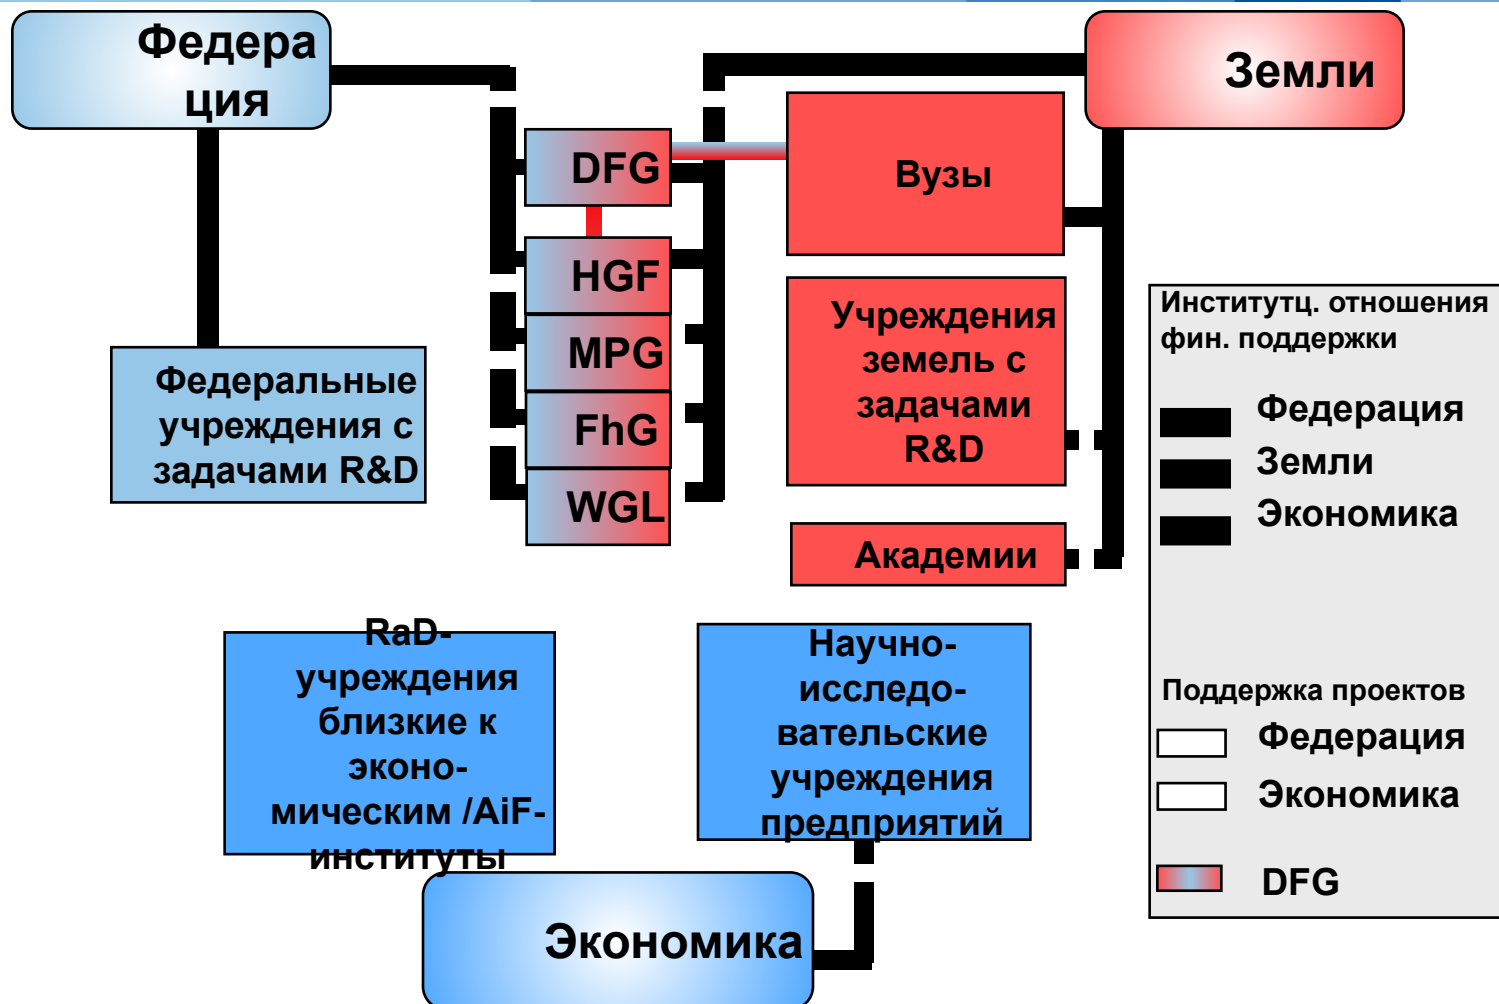 Федера
ция
Земли
DFG
Вузы
HGF
MPG
FhG
WGL
Учреждения
земель с
задачами
R&D
Федеральные
учреждения с
задачами R&D
Академии
RaD-
учреждения
близкие к
эконо-
мическим /AiF-
институты
Научно-
исследо-
вательские
учреждения
предприятий
Экономика
Институтц. отношения
фин. поддержки
Федерация
Земли
Экономика
Поддержка проектов
Федерация
Экономика
DFG